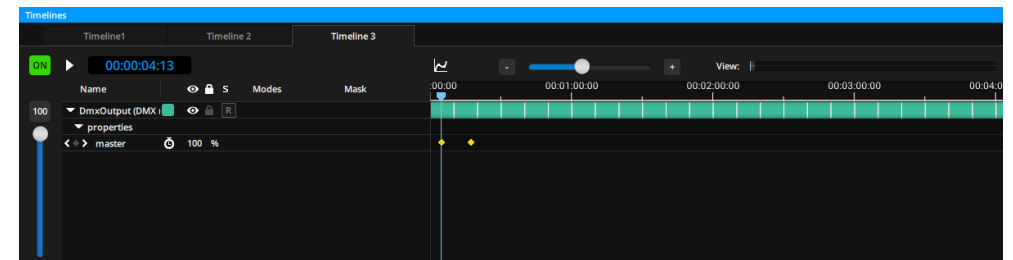 Timelines
Timeline1 Timeline 2 Timeline 3
ON 00:00:04:13 - + View:
Name S Modes Mask :00:00 00:01:00:00 00:02:00:00 00:03:00:00 00:04:0
100 DmxOutput (DMX R
properties
master 100 %